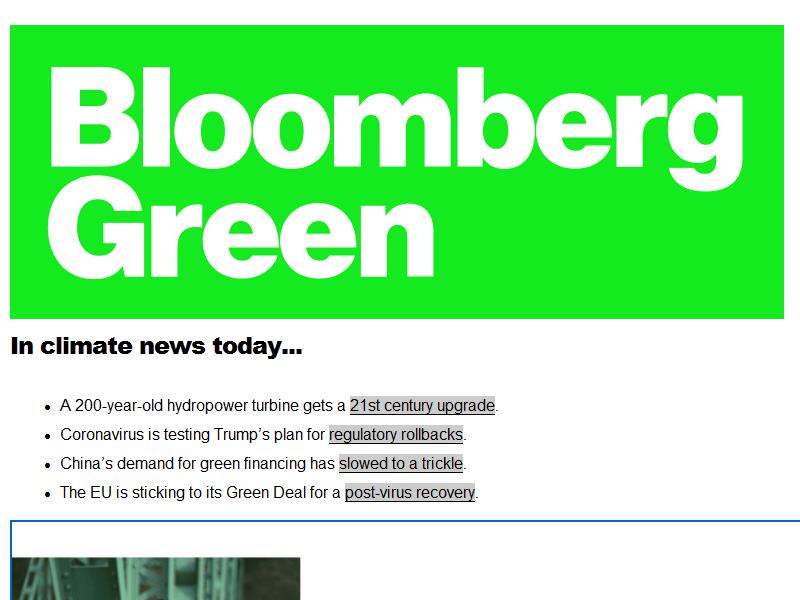 Bloomberg
Green
In climate news today...
• A 200-year-old hydropower turbine gets a 21st century upgrade.
• Coronavirus is testing Trump’s plan for regulatory rollbacks.
• China’s demand for green financing has slowed to a trickle.
• The EU is sticking to its Green Deal for a post-virus recovery.